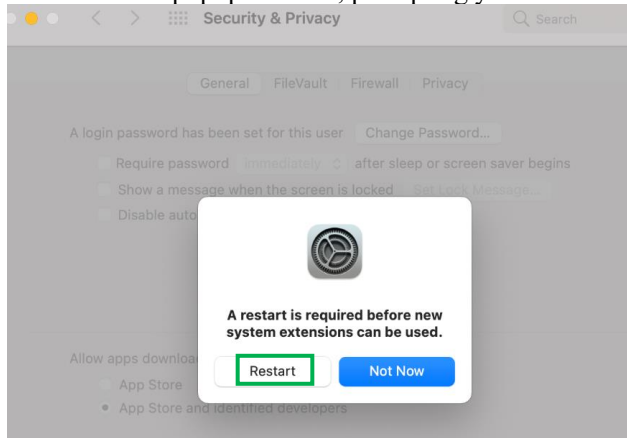 Security & Privacy
Search
General FileVault Firewall Privacy
A login password has been set for this user Change Password...
Require password immediately after sleep or screen saver begins
Show a message when the screen is locked Set Lock Message...
Disable auto
A restart is required before new
system extensions can be used.
Allow apps downloa
Restart Not Now
App Store
App Store and identified developers